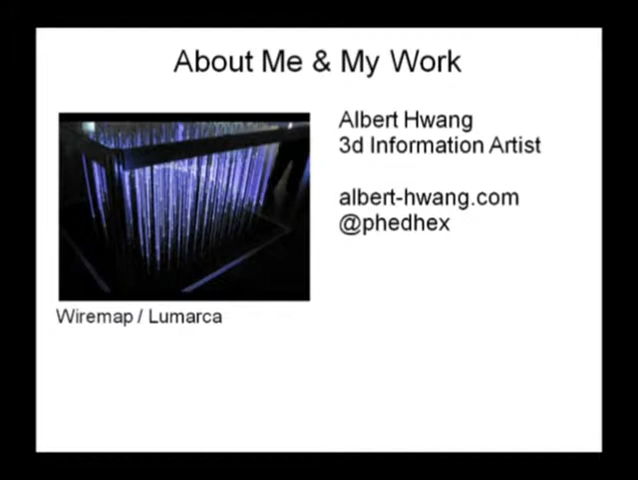 About Me & My Work
Albert Hwang
3d Information Artist
albert-hwang.com
@phedhex
Wiremap / Lumarca